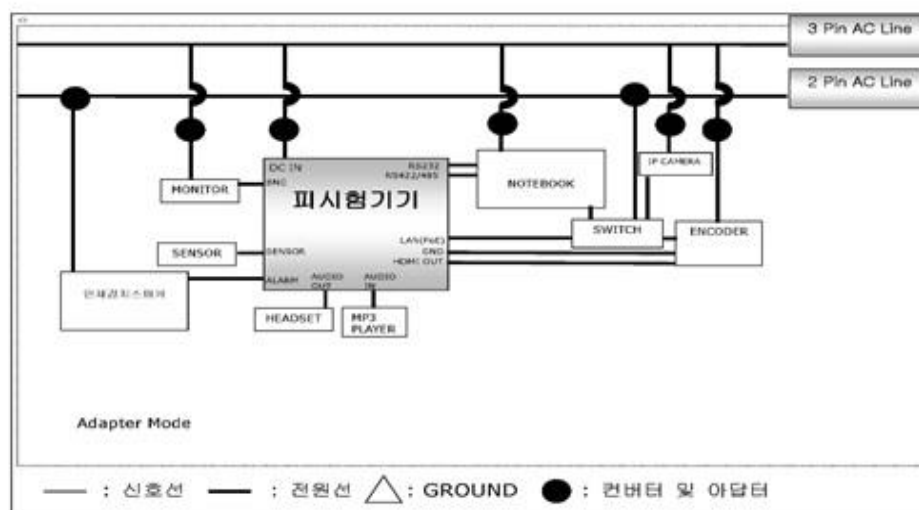 3 Pin AC Line
2 Pin AC Line
DC IN
BNC
RS232
RS422/485
피시험기기
MONITOR
NOTEBOOK
IP CAMERA
SWITCH
ENCODER
LAN(PoE)
GND
HDMI OUT
SENSOR
SENSOR
ALARM
AUDIO
OUT
AUDIO
IN
HEADSET
MP3
PLAYER
Adapter Mode
: 신호선
: 전원선
: GROUND
: 컨버터 및 아답터